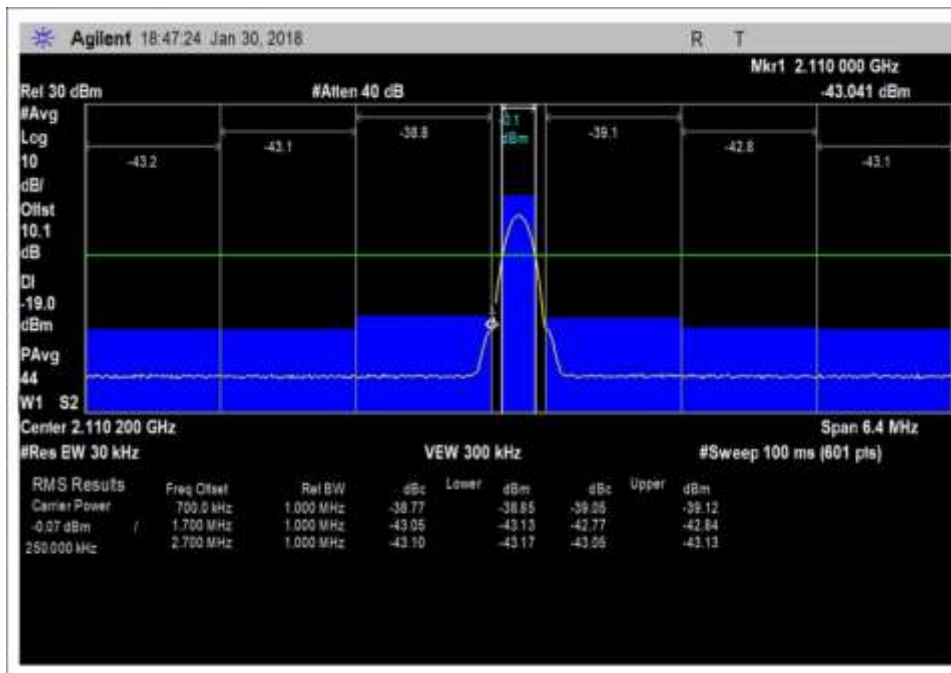 Agilent 18:47:24 Jan 30, 2018 R T
Mkr1 2.110 000 GHz
Ref 30 dBm #Atten 40 dB -43.041 dBm
#Avg
Log
10
dB/
Offst
10.1
dB
DI
-19.0
dBm
PAvg
44
W1 S2
-43.2 -43.1 -38.8 -0.1 dBm -39.1 -42.8 -43.1
Center 2.110 200 GHz Span 6.4 MHz
#Res BW 30 kHz VBW 300 kHz #Sweep 100 ms (601 pts)
RMS Results Freq Offset Ref BW dBc Lower dBm dBc Upper dBm
Carrier Power 700.0 kHz 1.000 MHz -38.77 -38.85 -39.05 -39.12
-0.07 dBm / 1.700 MHz 1.000 MHz -43.05 -43.13 -42.77 -42.84
250.000 kHz 2.700 MHz 1.000 MHz -43.10 -43.17 -43.05 -43.13